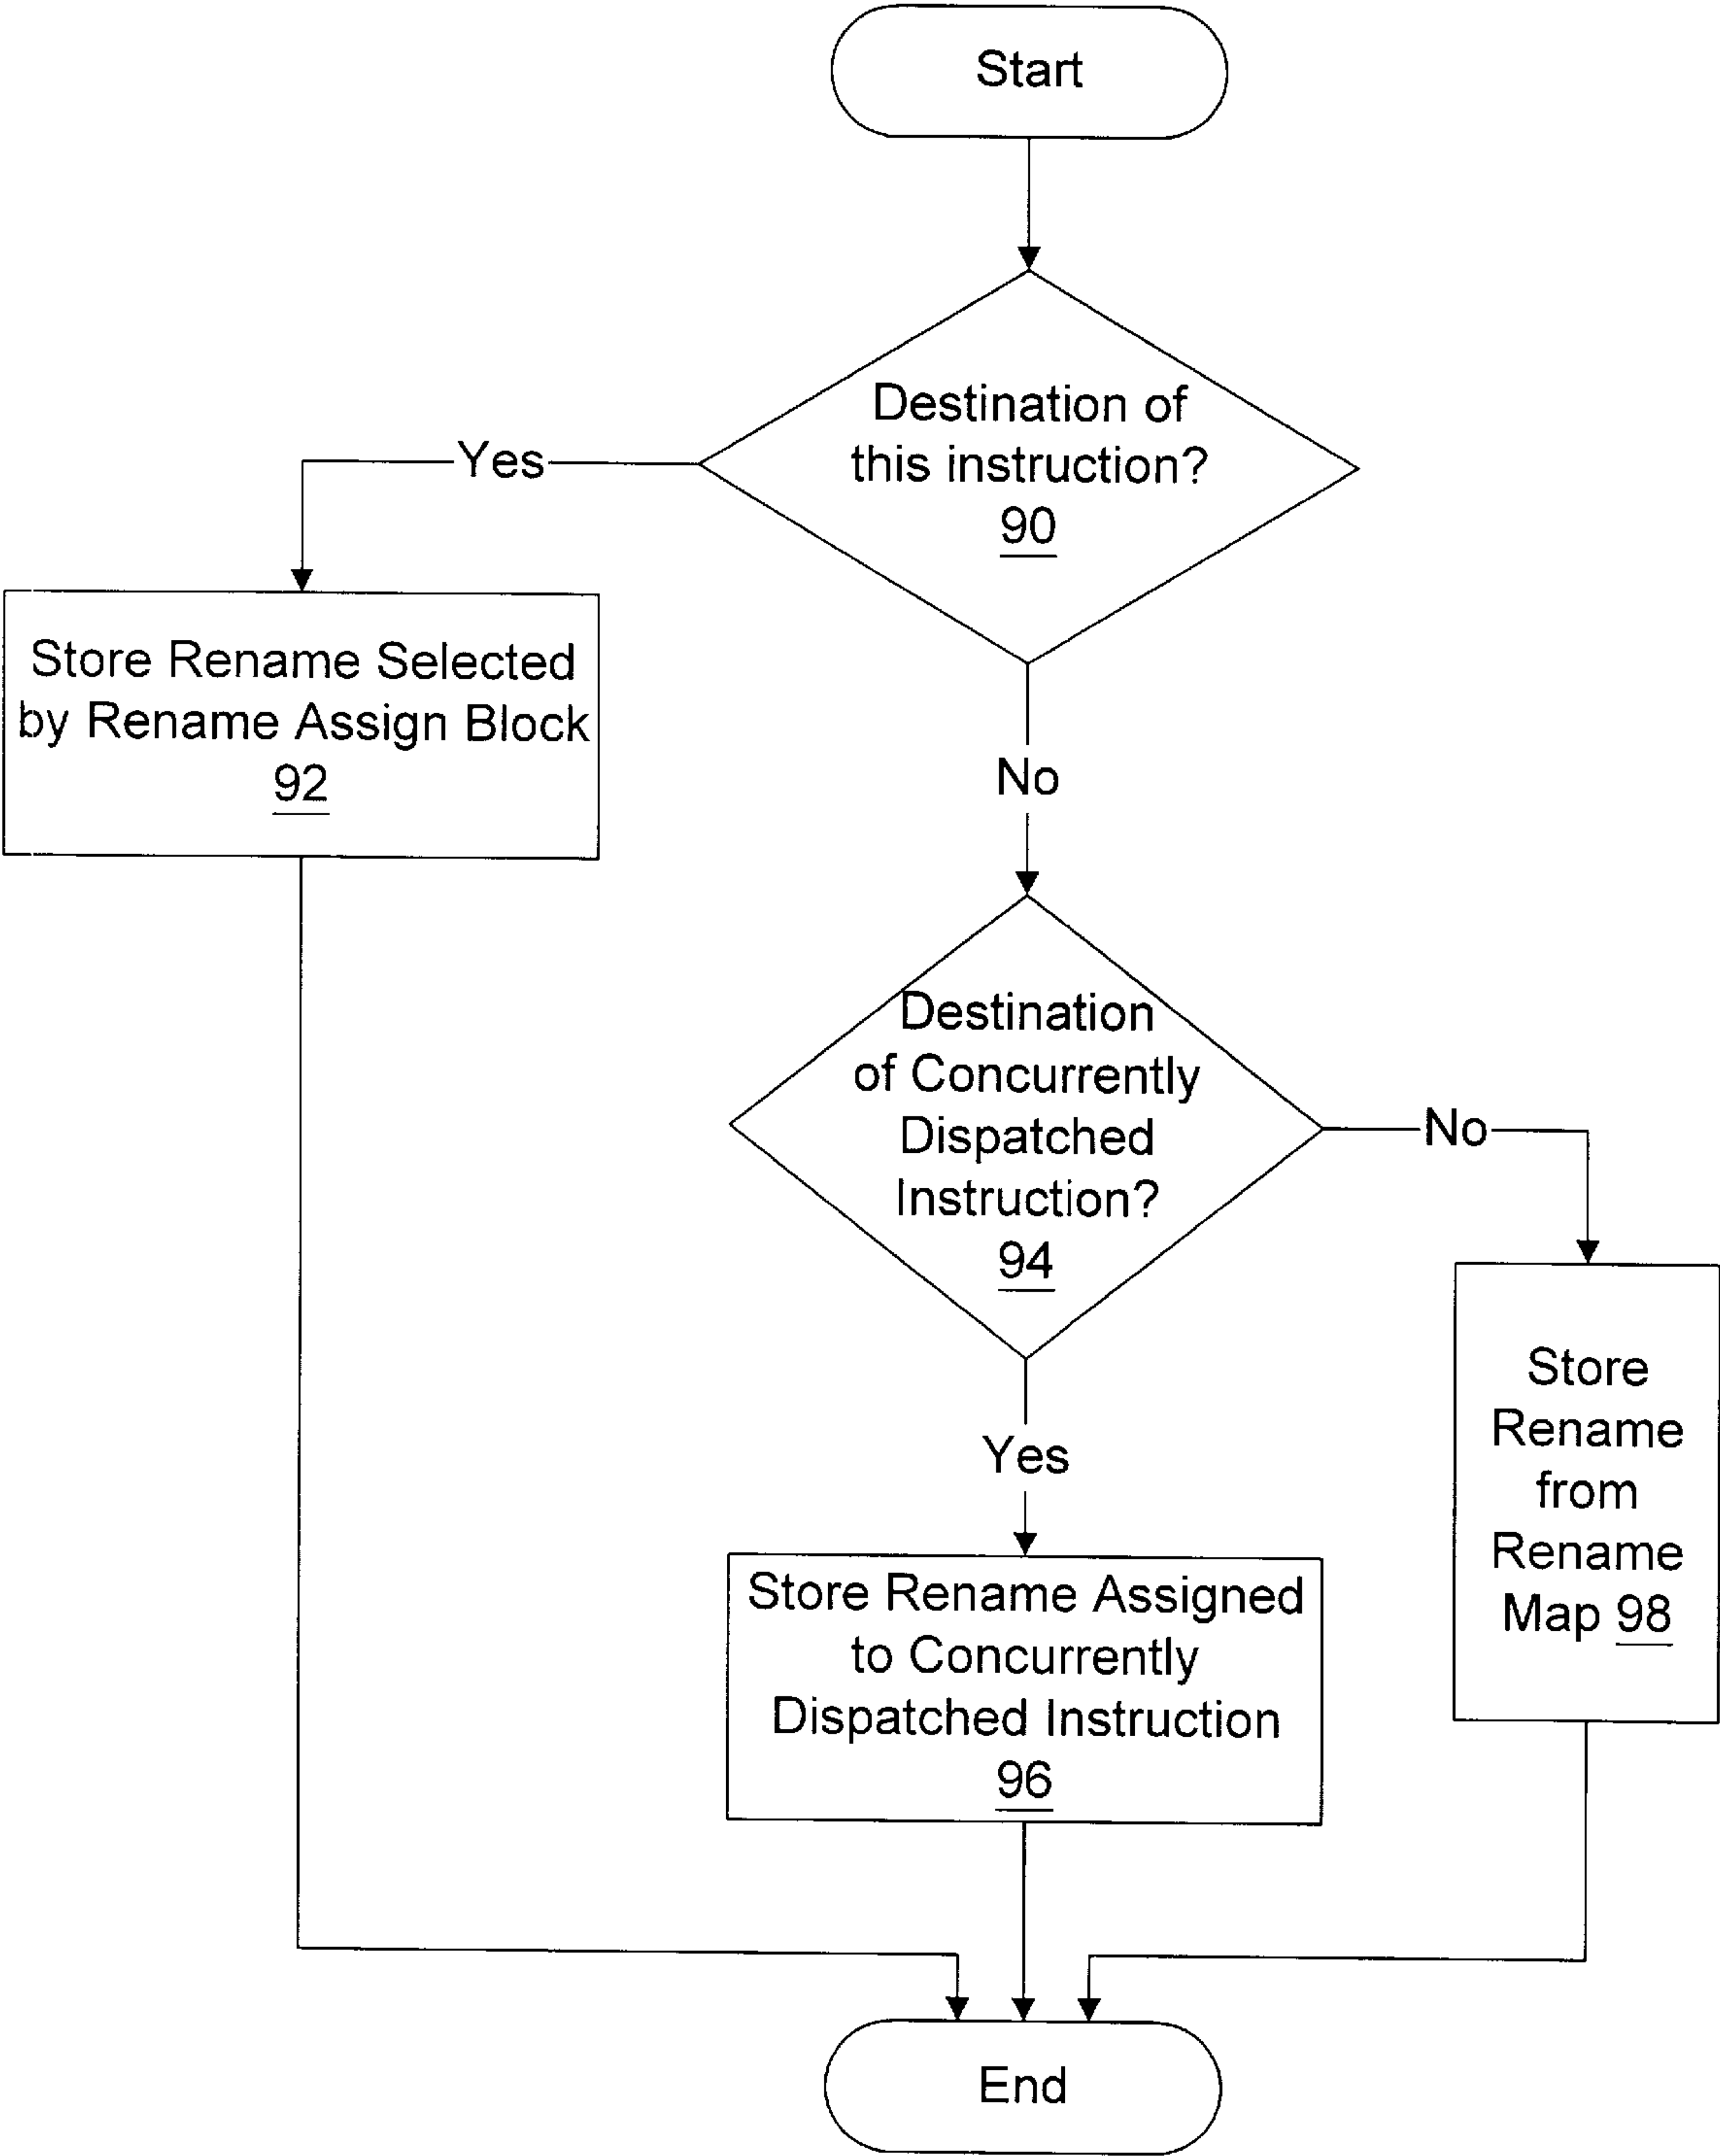 Start
Destination of
this instruction?
90
Yes
No
Store Rename Selected
by Rename Assign Block
92
Destination
of Concurrently
Dispatched
Instruction?
94
No
Yes
Store
Rename
from
Rename
Map 98
Store Rename Assigned
to Concurrently
Dispatched Instruction
96
End